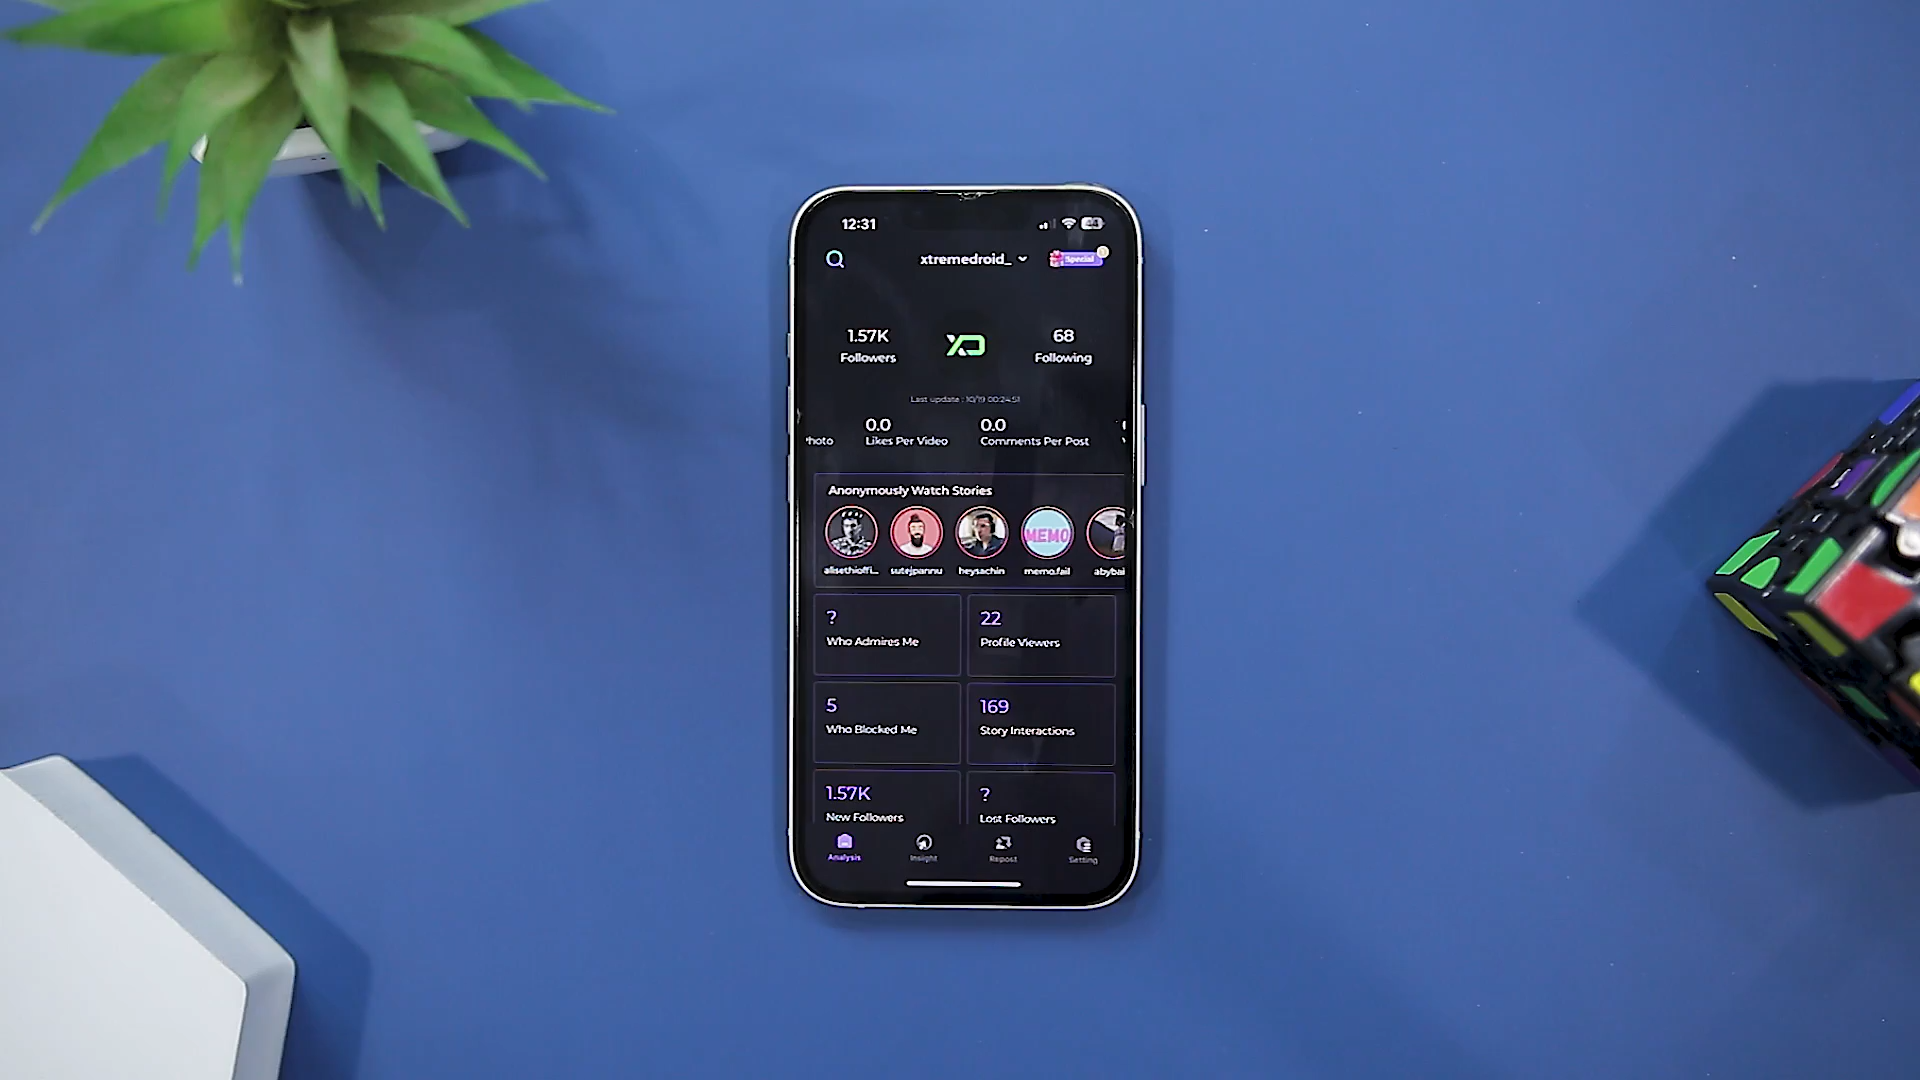 12:31
xtremedroid_
Special
1.57K
Followers
XD
68
Following
Last update : 10/19 00:24:51
0.0
0.0
hoto
Likes Per Video
Comments Per Post
Anonymously Watch Stories
MEMO
alisethioffi...
sutejpannu
heysachin
memo.fail
abybai
?
Who Admires Me
22
Profile Viewers
5
Who Blocked Me
169
Story Interactions
1.57K
New Followers
?
Lost Followers
Analysis
Insight
Repost
Setting